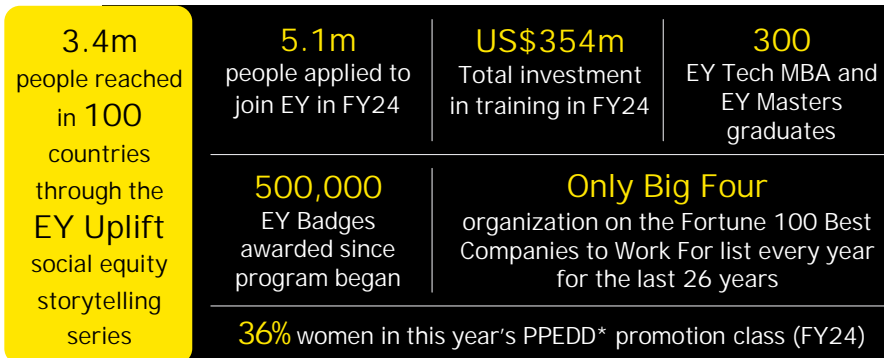 3.4m
people reached
in 100
countries
through the
EY Uplift
social equity
storytelling
series
5.1m
people applied to
join EY in FY24
US$354m
Total investment
in training in FY24
300
EY Tech MBA and
EY Masters
graduates
500,000
EY Badges
awarded since
program began
Only Big Four
organization on the Fortune 100 Best
Companies to Work For list every year
for the last 26 years
36% women in this year's PPEDD* promotion class (FY24)